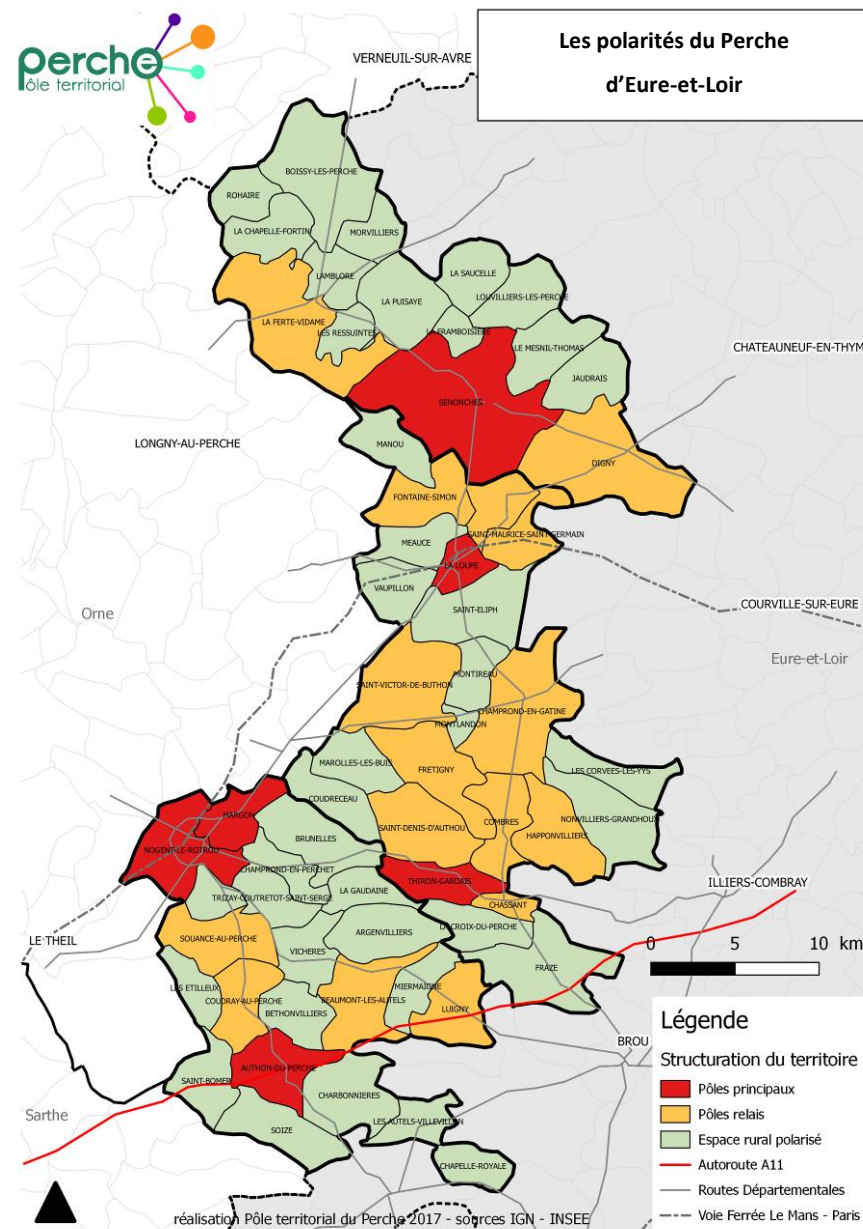 perche
pôle territorial
Les polarités du Perche
d'Eure-et-Loir
VERNEUIL-SUR-AVRE
BOISSY-LES-PERCHE
ROHAIRE
LA CHAPELLE-FORTIN
MORVILLIERS
LA SAUCELLE
LAMBLORE
LOUVILLIERS-LES-PERCHE
LA PUISAYE
LA FERTE-VIDAME
LES RESSUINTES
LA FRAMBOISIERE
LE MESNIL-THOMAS
CHATEAUNEUF-EN-THYM
JAUDRAIS
SENONCHES
LONGNY-AU-PERCHE
MANOU
DIGNY
FONTAINE-SIMON
SAINT-MAURICE-SAINT-GERMAIN
MEAUCE
LA LOUPE
VAUPILLON
SAINT-ELIPH
COURVILLE-SUR-EURE
Orne
Eure-et-Loir
MONTIREAU
SAINT-VICTOR-DE-BUTHON
CHAMPROND-EN-GATINE
MONTLANDON
MAROLLES-LES-BUIS
FRETIGNY
LES CORVEES-LES-YYS
COUDRECEAU
MARGON
NONVILLIERS-GRANDHOUX
COMBRES
SAINT-DENIS-D'AUTHOU
HAPPONVILLIERS
BRUNELLES
NOGENT-LE-ROTROU
CHAMPROND-EN-PERCHET
THIRON-GARDAIS
ILLIERS-COMBRAY
LA GAUDAINE
TRIZAY-COUTRETOT-SAINT-SERGE
CHASSANT
LA CROIX-DU-PERCHE
ARGENVILLIERS
LE THEIL
SOUANCE-AU-PERCHE
VICHERES
0 5 10 km
FRAZE
LES ETILLEUX
MIERMAIGNE
COUDRAY-AU-PERCHE
BEAUMONT-LES-AUTELS
LUIGNY
BETHONVILLIERS
BROU
AUTHON-DU-PERCHE
SAINT-BOMER
CHARBONNIERES
Sarthe
LES AUTELS-VILLEVILLON
SOIZE
CHAPELLE-ROYALE
Légende
Structuration du territoire
Pôles principaux
Pôles relais
Espace rural polarisé
Autoroute A11
Routes Départementales
Voie Ferrée Le Mans - Paris
réalisation Pôle territorial du Perche 2017 - sources IGN - INSEE